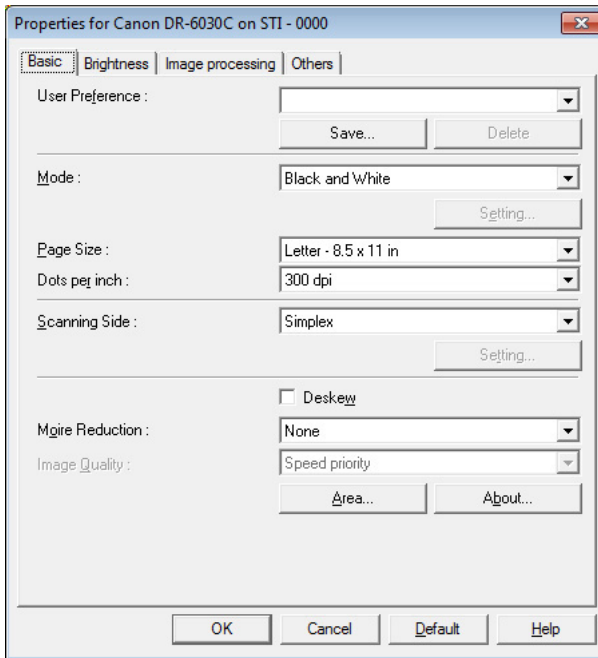 Properties for Canon DR-6030C on STI - 0000
Basic Brightness Image processing Others
User Preference :
Save... Delete
Mode : Black and White
Setting...
Page Size : Letter - 8.5 x 11 in
Dots per inch : 300 dpi
Scanning Side : Simplex
Setting...
Deskew
Moire Reduction : None
Image Quality : Speed priority
Area... About...
OK Cancel Default Help